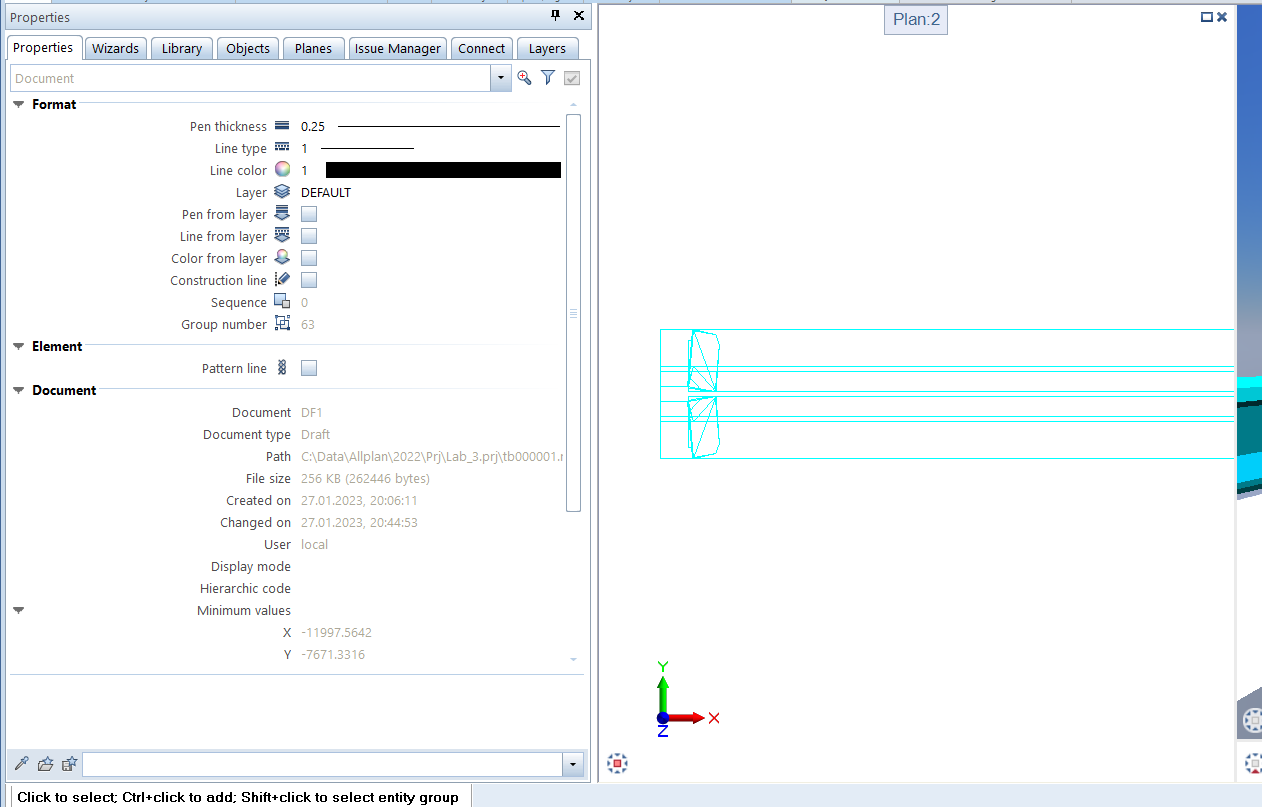 Properties
Plan:2
Properties Wizards Library Objects Planes Issue Manager Connect Layers
Document
Format
Pen thickness 0.25
Line type 1
Line color 1
Layer DEFAULT
Pen from layer
Line from layer
Color from layer
Construction line
Sequence 0
Group number 63
Element
Pattern line
Document
Document DF1
Document type Draft
Path C:\Data\Allplan\2022\Prj\Lab_3.prj\tb000001.
File size 256 KB (262446 bytes)
Created on 27.01.2023, 20:06:11
Changed on 27.01.2023, 20:44:53
User local
Display mode
Hierarchic code
Minimum values
X -11997.5642
Y -7671.3316
Y
X
Z
Click to select; Ctrl+click to add; Shift+click to select entity group